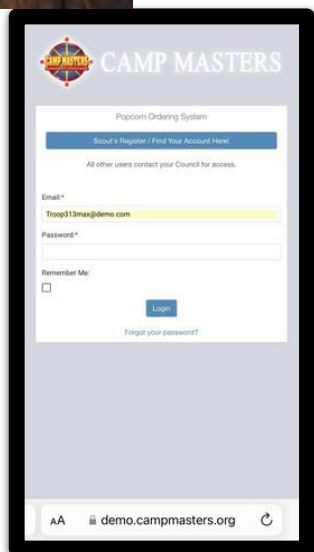 CAMP MASTERS
CAMP MASTERS
Popcorn Ordering System
Scout's Register / Find Your Account Here!
All other users contact your Council for access.
Email:*
Troop313max@demo.com
Password:*
Remember Me:
Login
Forgot your password?
AA demo.campmasters.org